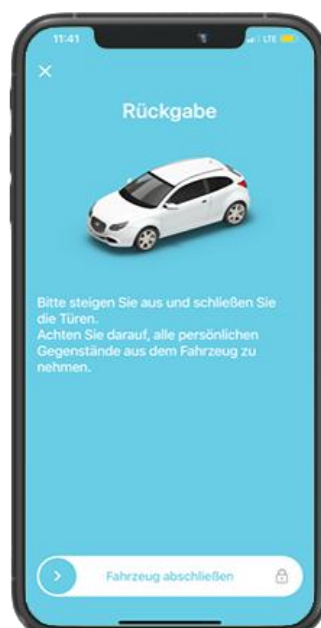 11:41
LTE
Rückgabe
Bitte steigen Sie aus und schließen Sie
die Türen.
Achten Sie darauf, alle persönlichen
Gegenstände aus dem Fahrzeug zu
nehmen.
Fahrzeug abschließen